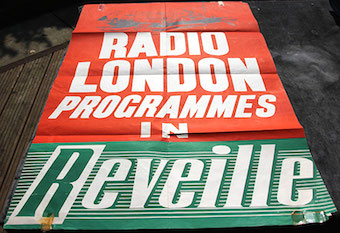 RADIO
LONDON
PROGRAMMES
IN
Reveille